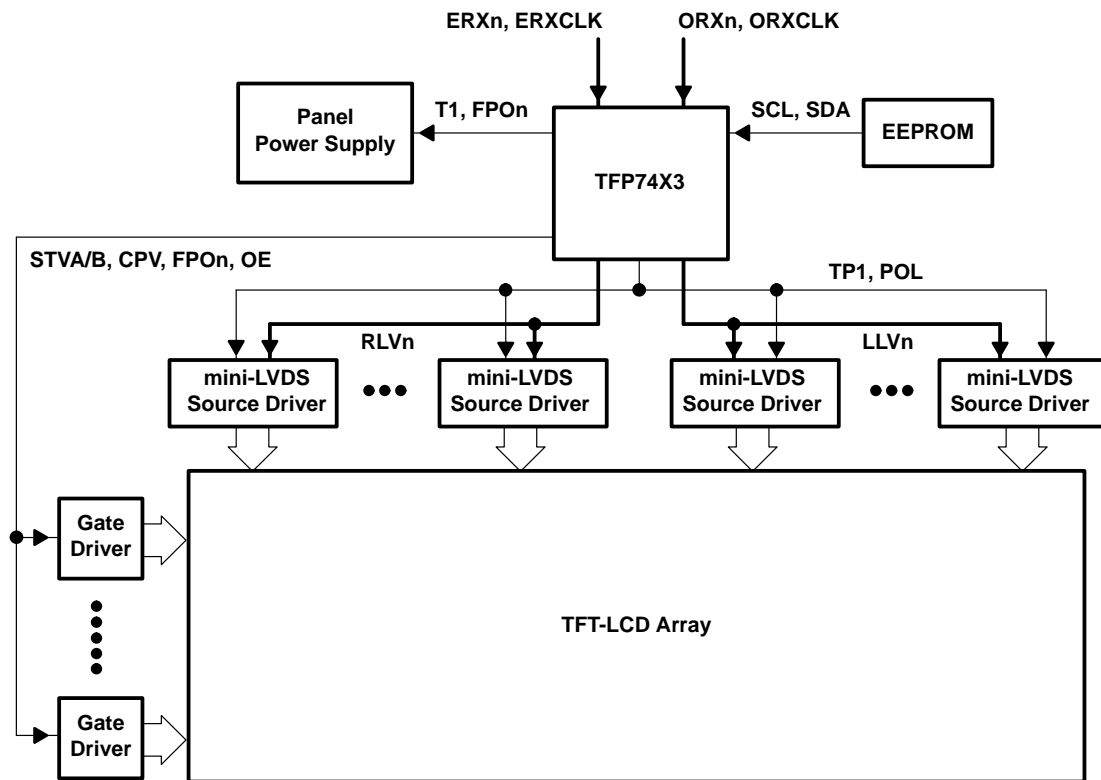 ERXn, ERXCLK
ORXn, ORXCLK
Panel
Power Supply
T1, FPOn
SCL, SDA
EEPROM
TFP74X3
STVA/B, CPV, FPOn, OE
TP1, POL
RLVn
LLVn
mini-LVDS
Source Driver
mini-LVDS
Source Driver
mini-LVDS
Source Driver
mini-LVDS
Source Driver
Gate
Driver
TFT-LCD Array
Gate
Driver